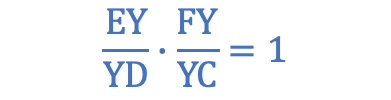 EY/YD · FY/YC = 1